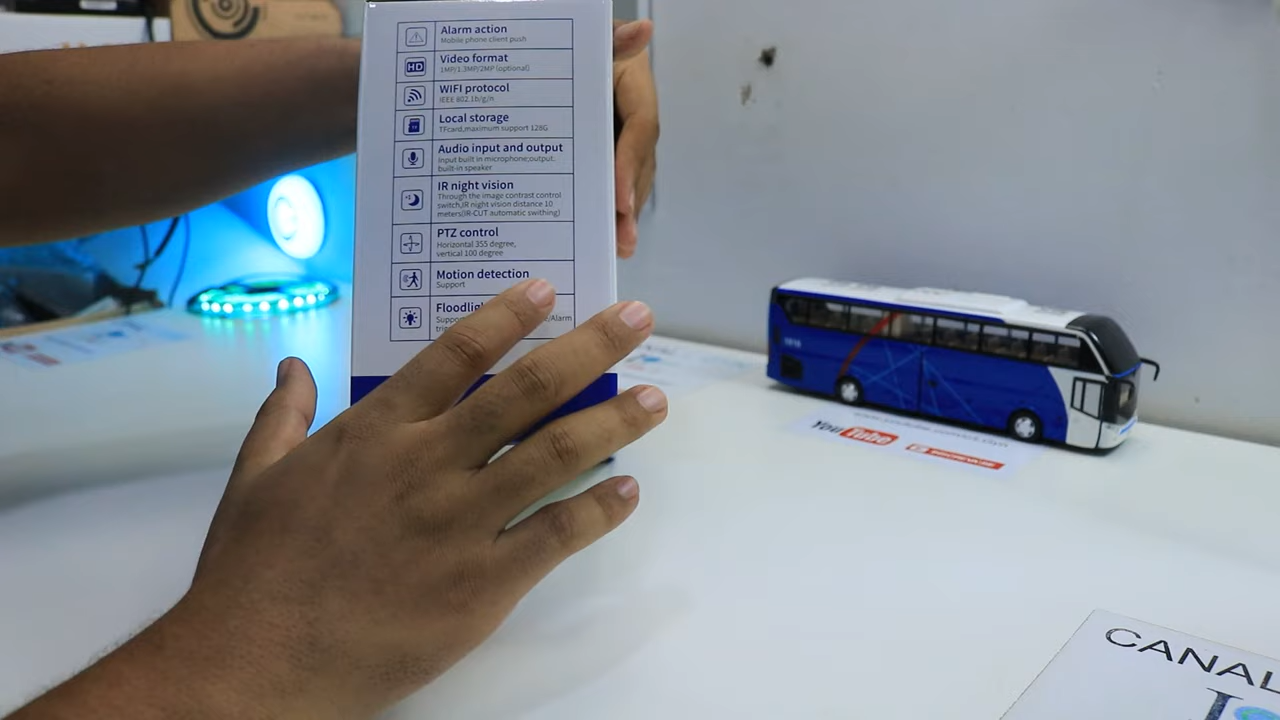 Alarm action
Mobile phone client push
HD
Video format
1MP/1.3MP/2MP (optional)
WIFI protocol
IEEE 802.1b/g/n
Local storage
TFcard,maximum support 128G
Audio input and output
Input built in microphone;output.
built-in speaker
IR night vision
Through the image contrast control
switch,IR night vision distance 10
meters(IR-CUT automatic swithing)
PTZ control
Horizontal 355 degree,
vertical 100 degree
Motion detection
Support
/Alarm
YouTube
CANAL